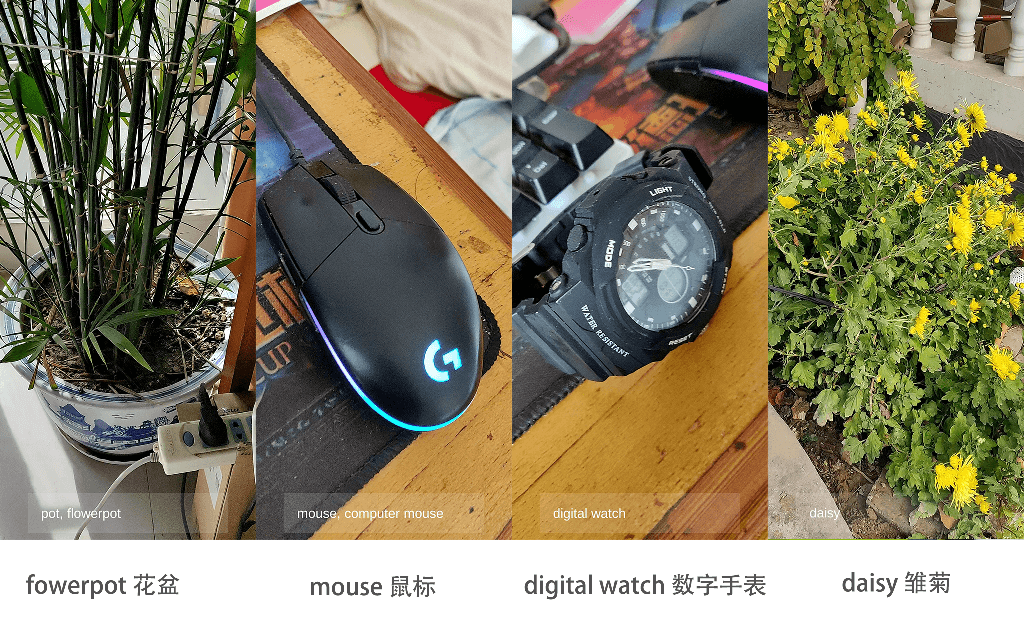 LIGHT
MODE
WATER RESISTANT
CUP
pot, flowerpot
mouse, computer mouse
digital watch
daisy
fowerpot 花盆
mouse 鼠标
digital watch 数字手表
daisy 雏菊